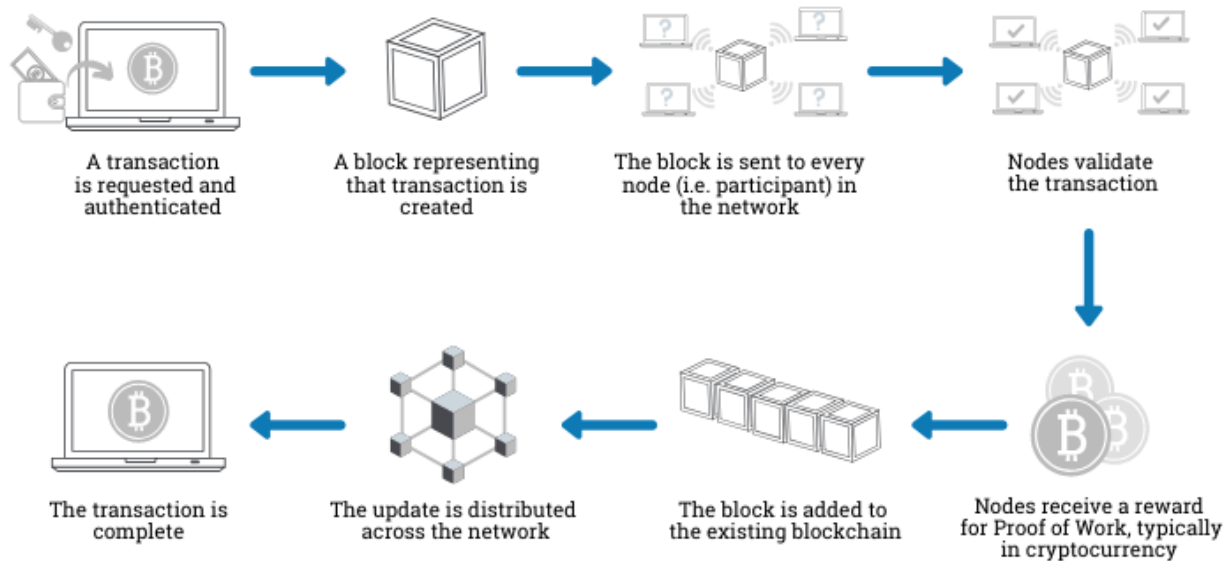 A transaction
is requested and
authenticated
A block representing
that transaction is
created
The block is sent to every
node (i.e. participant) in
the network
Nodes validate
the transaction
Nodes receive a reward
for Proof of Work, typically
in cryptocurrency
The block is added to
the existing blockchain
The update is distributed
across the network
The transaction is
complete